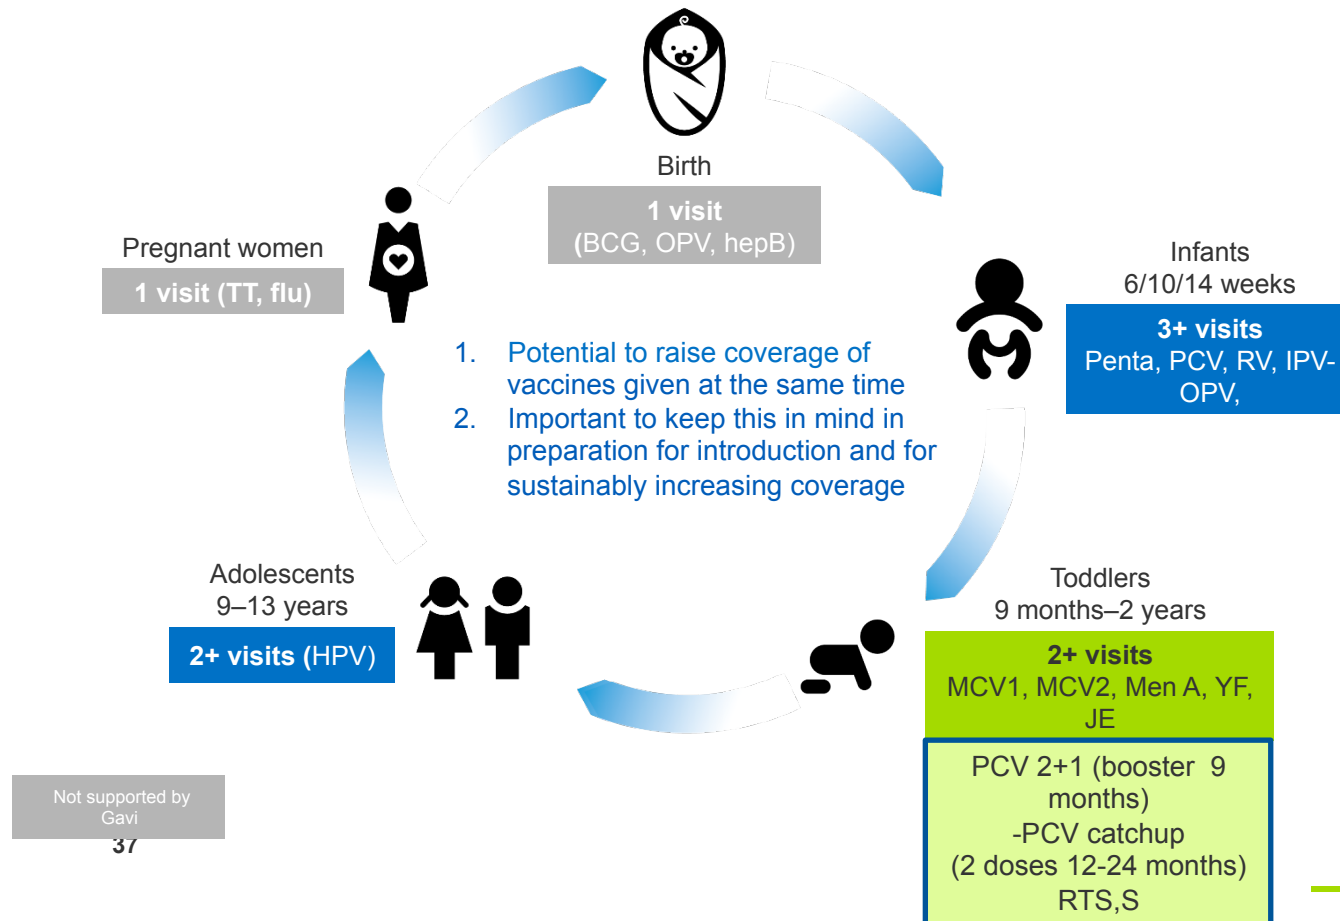 Birth
1 visit
(BCG, OPV, hepB)
Pregnant women
1 visit (TT, flu)
Infants
6/10/14 weeks
3+ visits
Penta, PCV, RV, IPV-
OPV,
1. Potential to raise coverage of
vaccines given at the same time
2. Important to keep this in mind in
preparation for introduction and for
sustainably increasing coverage
Adolescents
9–13 years
2+ visits (HPV)
Toddlers
9 months–2 years
2+ visits
MCV1, MCV2, Men A, YF,
JE
PCV 2+1 (booster 9
months)
-PCV catchup
(2 doses 12-24 months)
RTS,S
Not supported by
Gavi
37